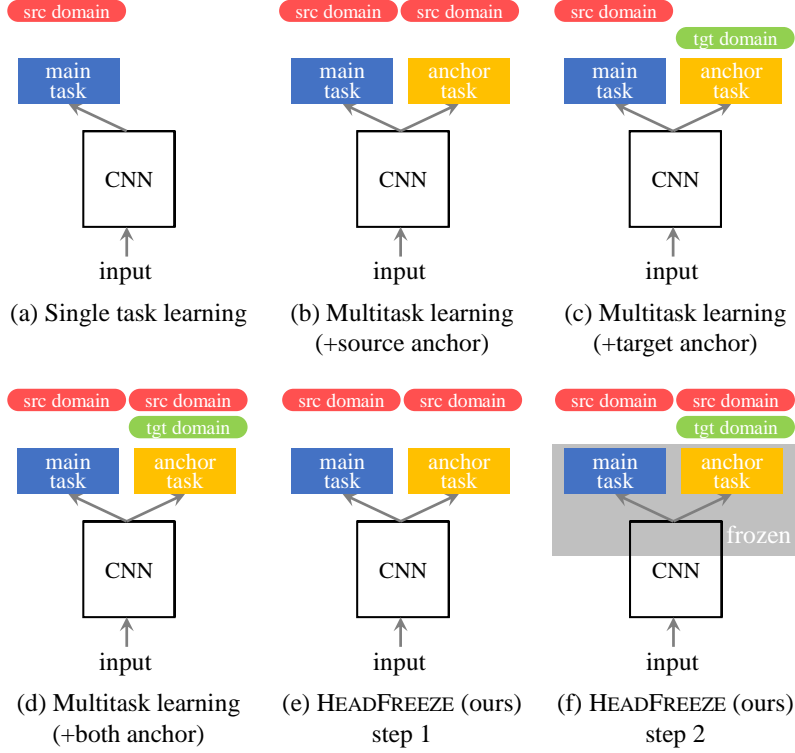 src domain
main
task
CNN
input
(a) Single task learning
src domain
src domain
main
task
anchor
task
CNN
input
(b) Multitask learning
(+source anchor)
src domain
tgt domain
main
task
anchor
task
CNN
input
(c) Multitask learning
(+target anchor)
src domain
src domain
tgt domain
main
task
anchor
task
CNN
input
(d) Multitask learning
(+both anchor)
src domain
src domain
main
task
anchor
task
CNN
input
(e) HEADFREEZE (ours)
step 1
src domain
src domain
tgt domain
main
task
anchor
task
frozen
CNN
input
(f) HEADFREEZE (ours)
step 2